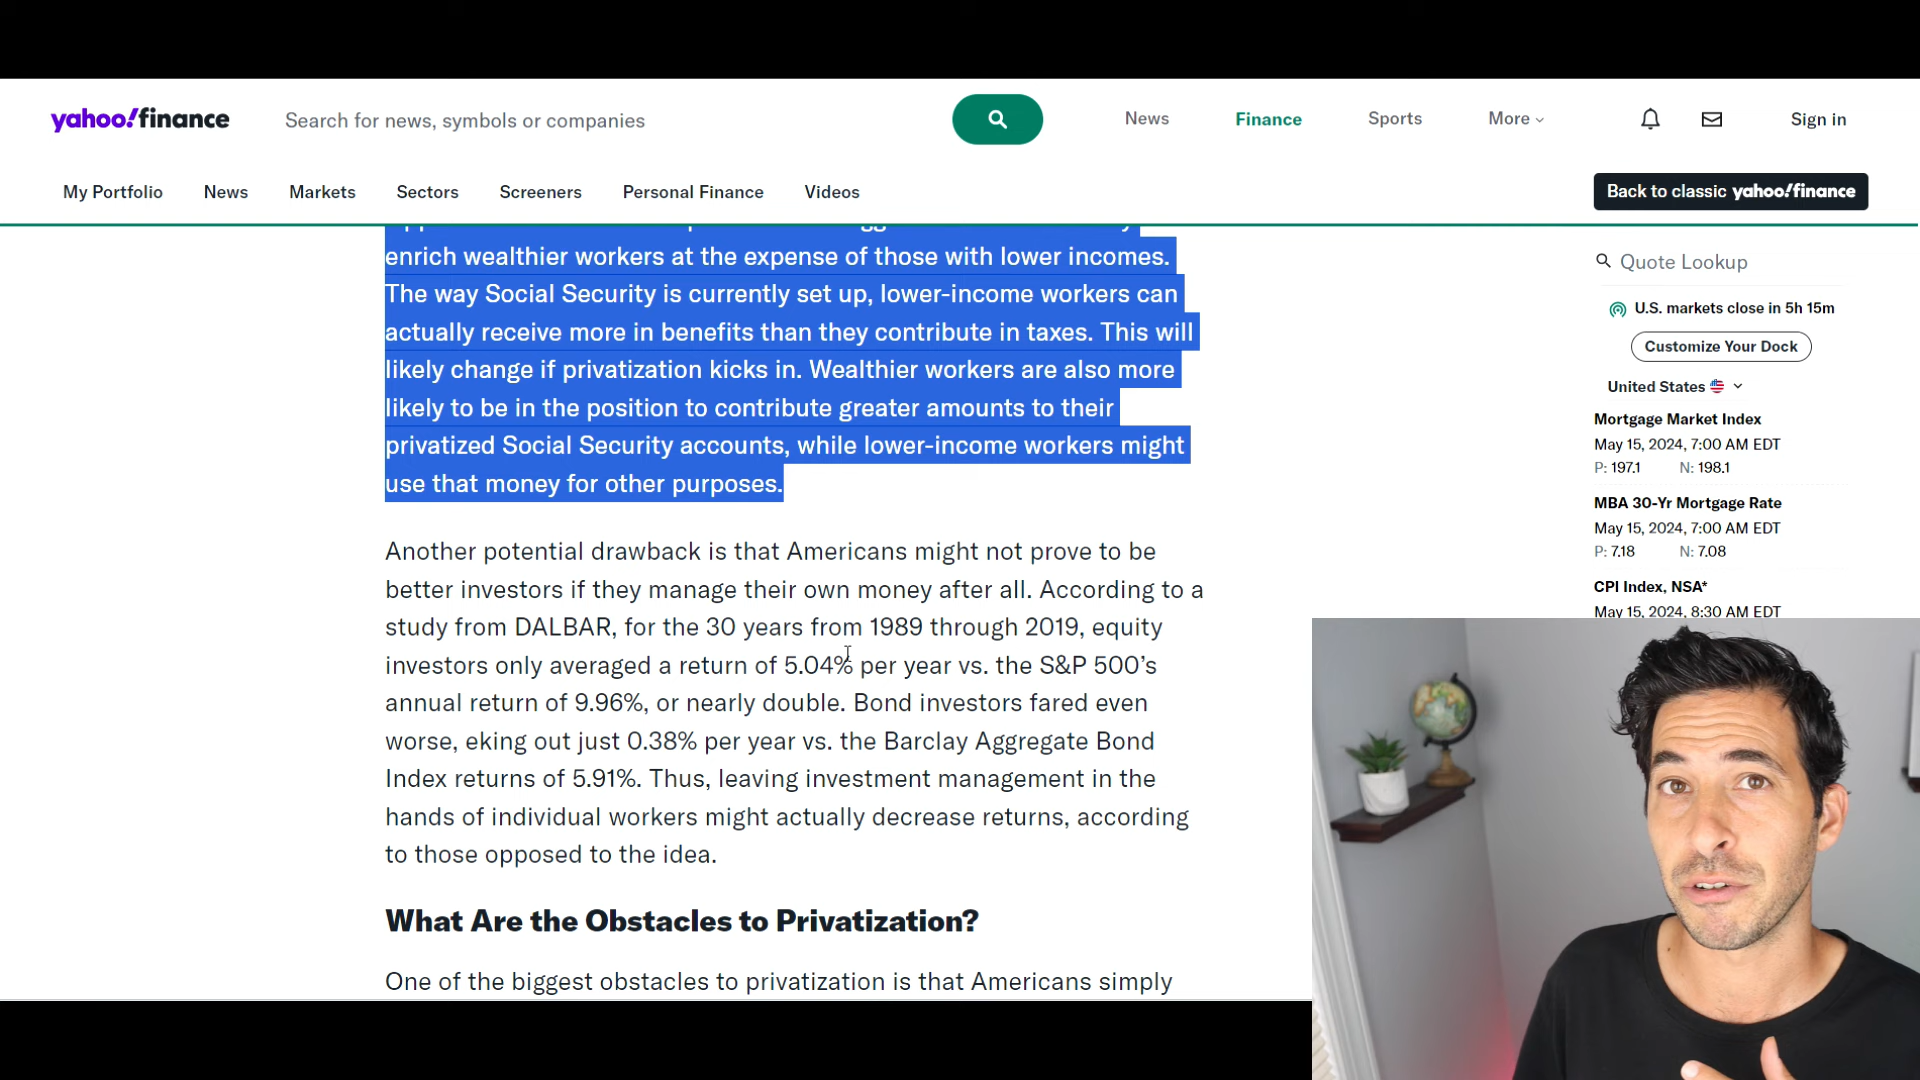 yahoo!finance
Search for news, symbols or companies
News
Finance
Sports
More
Sign in
My Portfolio
News
Markets
Sectors
Screeners
Personal Finance
Videos
Back to classic yahoo!finance
enrich wealthier workers at the expense of those with lower incomes.
The way Social Security is currently set up, lower-income workers can
actually receive more in benefits than they contribute in taxes. This will
likely change if privatization kicks in. Wealthier workers are also more
likely to be in the position to contribute greater amounts to their
privatized Social Security accounts, while lower-income workers might
use that money for other purposes.
Another potential drawback is that Americans might not prove to be
better investors if they manage their own money after all. According to a
study from DALBAR, for the 30 years from 1989 through 2019, equity
investors only averaged a return of 5.04% per year vs. the S&P 500’s
annual return of 9.96%, or nearly double. Bond investors fared even
worse, eking out just 0.38% per year vs. the Barclay Aggregate Bond
Index returns of 5.91%. Thus, leaving investment management in the
hands of individual workers might actually decrease returns, according
to those opposed to the idea.
What Are the Obstacles to Privatization?
One of the biggest obstacles to privatization is that Americans simply
Quote Lookup
U.S. markets close in 5h 15m
Customize Your Dock
United States
Mortgage Market Index
May 15, 2024, 7:00 AM EDT
P: 197.1 N: 198.1
MBA 30-Yr Mortgage Rate
May 15, 2024, 7:00 AM EDT
P: 7.18 N: 7.08
CPI Index, NSA*
May 15, 2024, 8:30 AM EDT